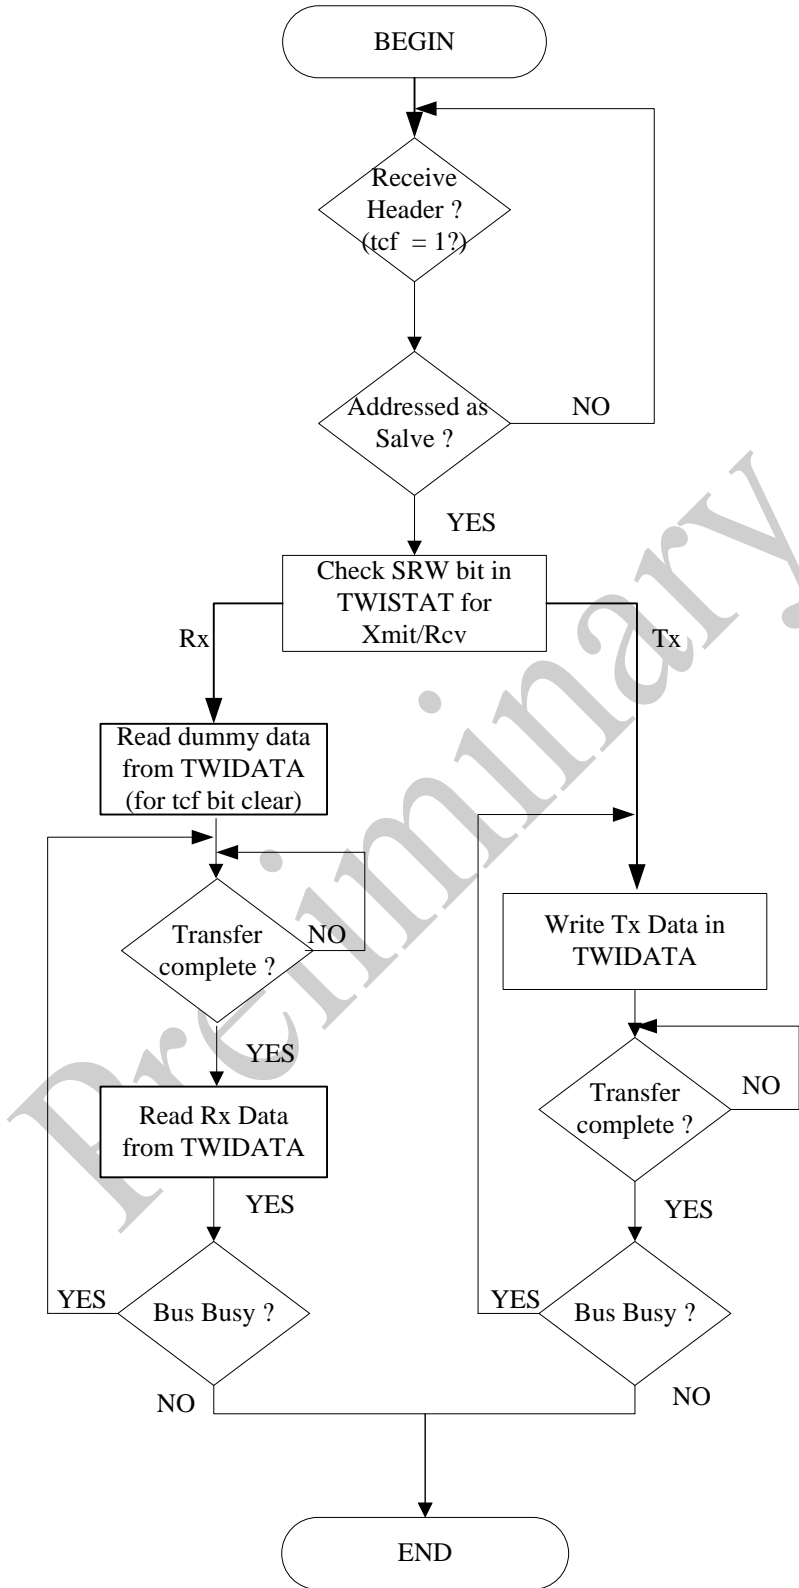 BEGIN
Receive
Header ?
(tcf = 1?)
Addressed as
Salve ?
NO
YES
Check SRW bit in
TWISTAT for
Xmit/Rcv
Rx
Tx
Read dummy data
from TWIDATA
(for tcf bit clear)
Transfer
complete ?
NO
YES
Read Rx Data
from TWIDATA
YES
Bus Busy ?
YES
NO
Write Tx Data in
TWIDATA
Transfer
complete ?
NO
YES
Bus Busy ?
YES
NO
END
Preiminary